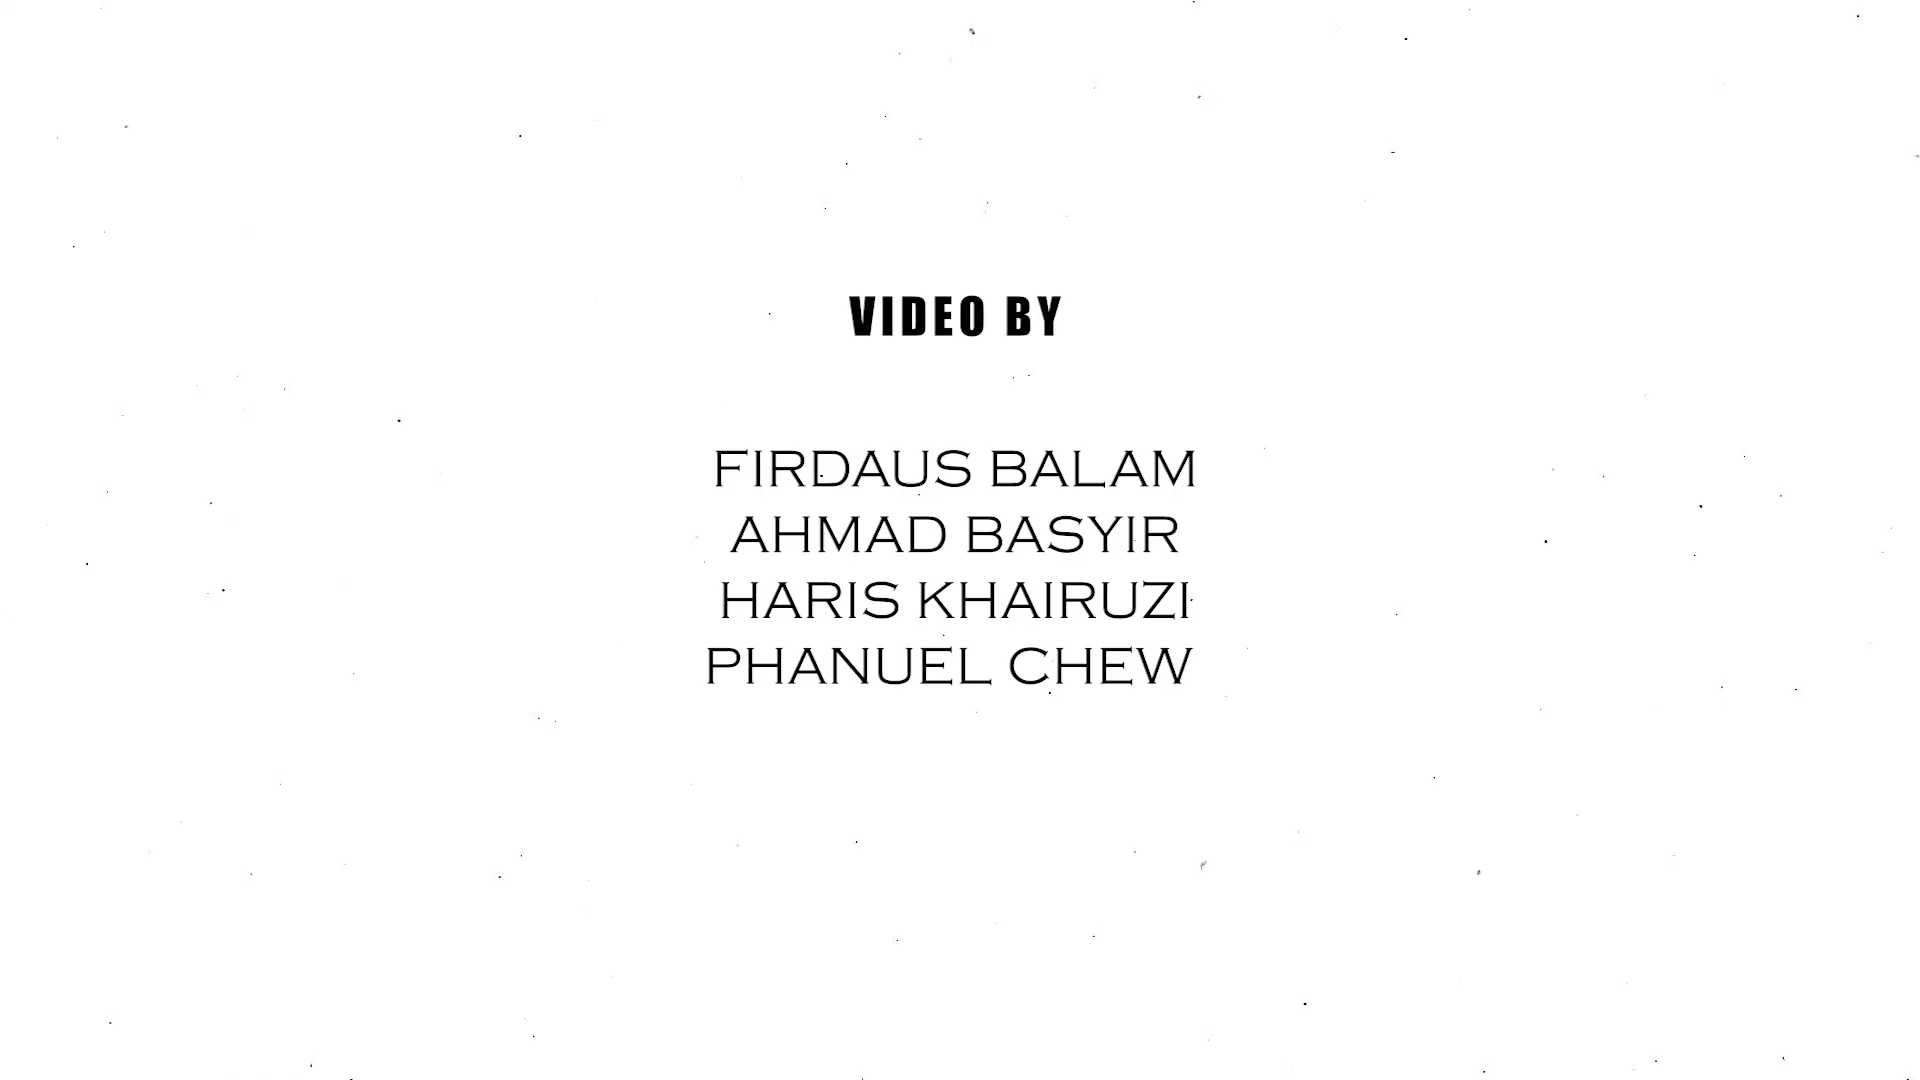 VIDEO BY
FIRDAUS BALAM
AHMAD BASYIR
HARIS KHAIRUZI
PHANUEL CHEW